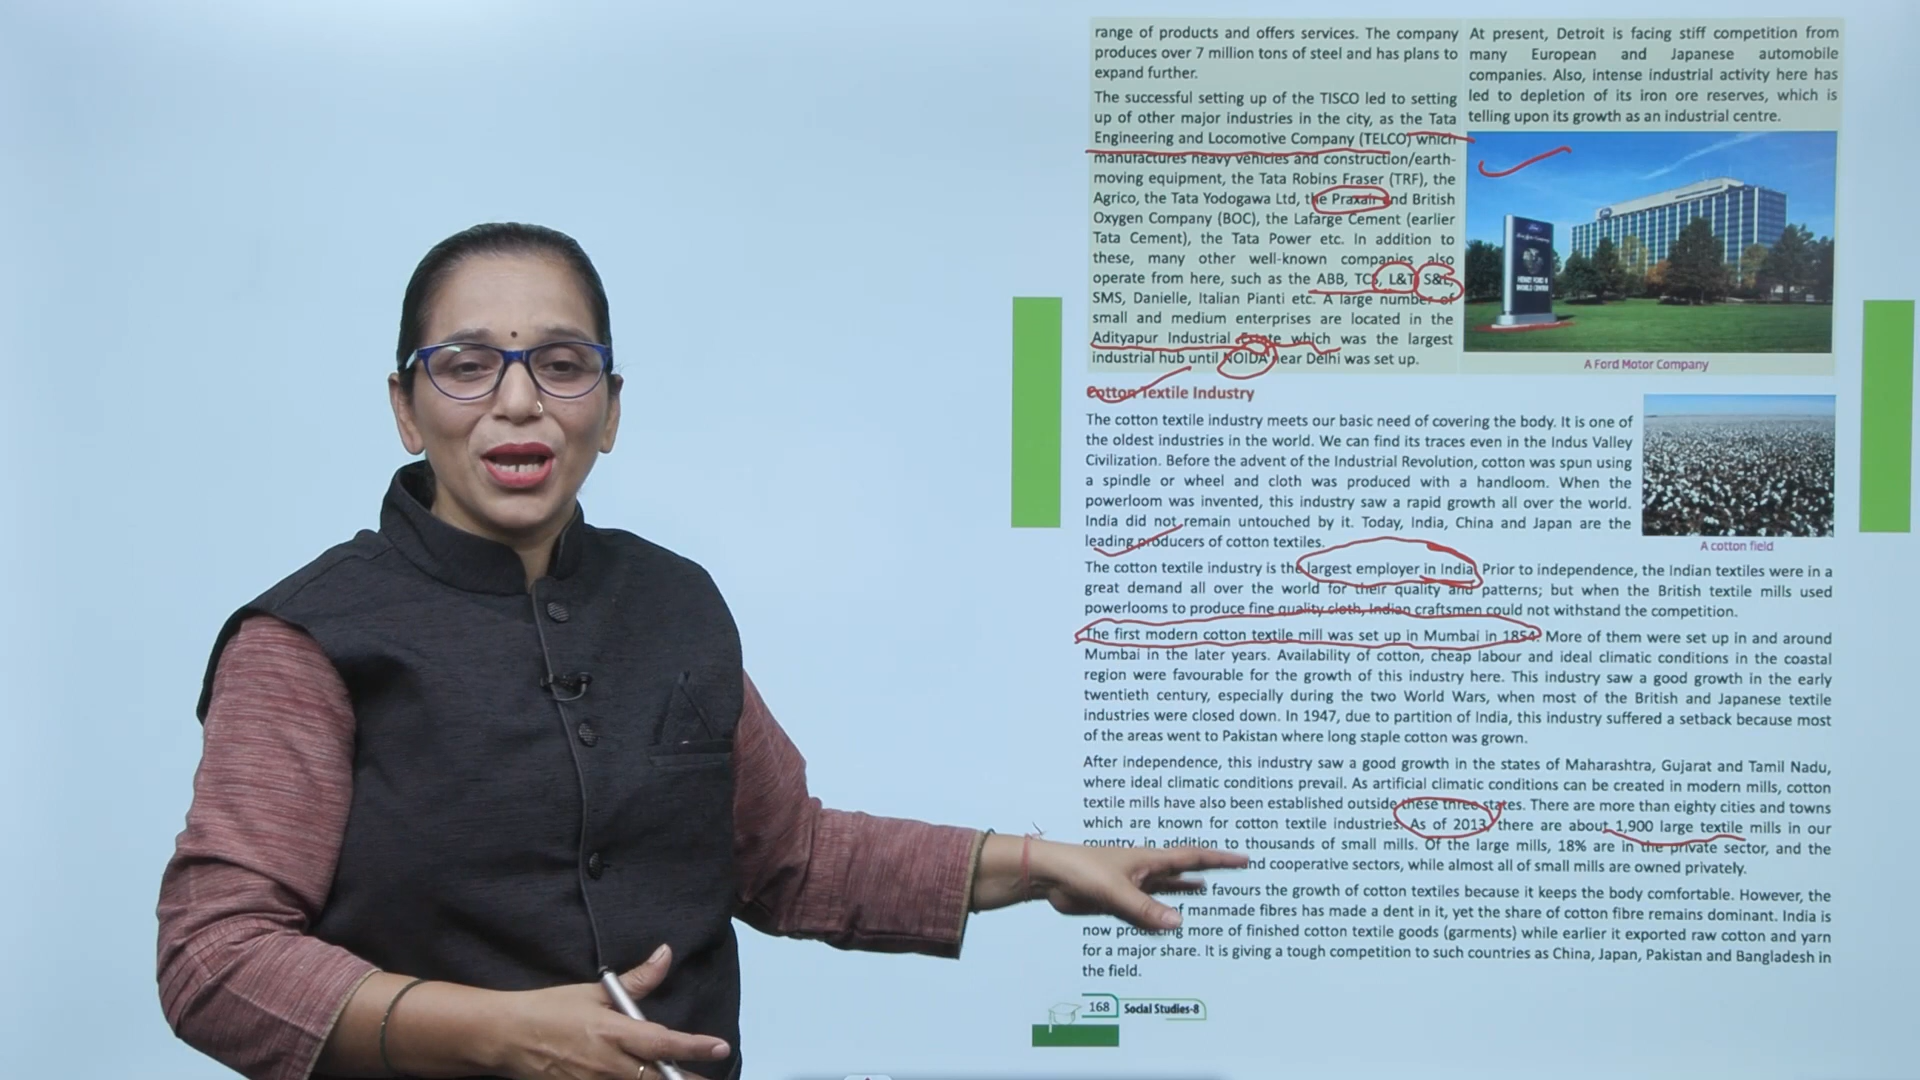 range of products and offers services. The company
produces over 7 million tons of steel and has plans to
expand further.
The successful setting up of the TISCO led to setting
up of other major industries in the city, as the Tata
Engineering and Locomotive Company (TELCO) which
manufactures heavy vehicles and construction/earth-
moving equipment, the Tata Robins Fraser (TRF), the
Agrico, the Tata Yodogawa Ltd, the Praxair and British
Oxygen Company (BOC), the Lafarge Cement (earlier
Tata Cement), the Tata Power etc. In addition to
these, many other well-known companies also
operate from here, such as the ABB, TCS, L&T S&E,
SMS, Danielle, Italian Pianti etc. A large number of
small and medium enterprises are located in the
Adityapur Industrial Estate which was the largest
industrial hub until NOIDA near Delhi was set up.
At present, Detroit is facing stiff competition from
many European and Japanese automobile
companies. Also, intense industrial activity here has
led to depletion of its iron ore reserves, which is
telling upon its growth as an industrial centre.
A Ford Motor Company
Cotton Textile Industry
The cotton textile industry meets our basic need of covering the body. It is one of
the oldest industries in the world. We can find its traces even in the Indus Valley
Civilization. Before the advent of the Industrial Revolution, cotton was spun using
a spindle or wheel and cloth was produced with a handloom. When the
powerloom was invented, this industry saw a rapid growth all over the world.
India did not remain untouched by it. Today, India, China and Japan are the
leading producers of cotton textiles.
A cotton field
The cotton textile industry is the largest employer in India. Prior to independence, the Indian textiles were in a
great demand all over the world for their quality and patterns; but when the British textile mills used
powerlooms to produce fine quality cloth, Indian craftsmen could not withstand the competition.
The first modern cotton textile mill was set up in Mumbai in 1854. More of them were set up in and around
Mumbai in the later years. Availability of cotton, cheap labour and ideal climatic conditions in the coastal
region were favourable for the growth of this industry here. This industry saw a good growth in the early
twentieth century, especially during the two World Wars, when most of the British and Japanese textile
industries were closed down. In 1947, due to partition of India, this industry suffered a setback because most
of the areas went to Pakistan where long staple cotton was grown.
After independence, this industry saw a good growth in the states of Maharashtra, Gujarat and Tamil Nadu,
where ideal climatic conditions prevail. As artificial climatic conditions can be created in modern mills, cotton
textile mills have also been established outside these three states. There are more than eighty cities and towns
which are known for cotton textile industries. As of 2013, there are about 1,900 large textile mills in our
country, in addition to thousands of small mills. Of the large mills, 18% are in the private sector, and the
and cooperative sectors, while almost all of small mills are owned privately.
favours the growth of cotton textiles because it keeps the body comfortable. However, the
of manmade fibres has made a dent in it, yet the share of cotton fibre remains dominant. India is
now producing more of finished cotton textile goods (garments) while earlier it exported raw cotton and yarn
for a major share. It is giving a tough competition to such countries as China, Japan, Pakistan and Bangladesh in
the field.
168 Social Studies-8